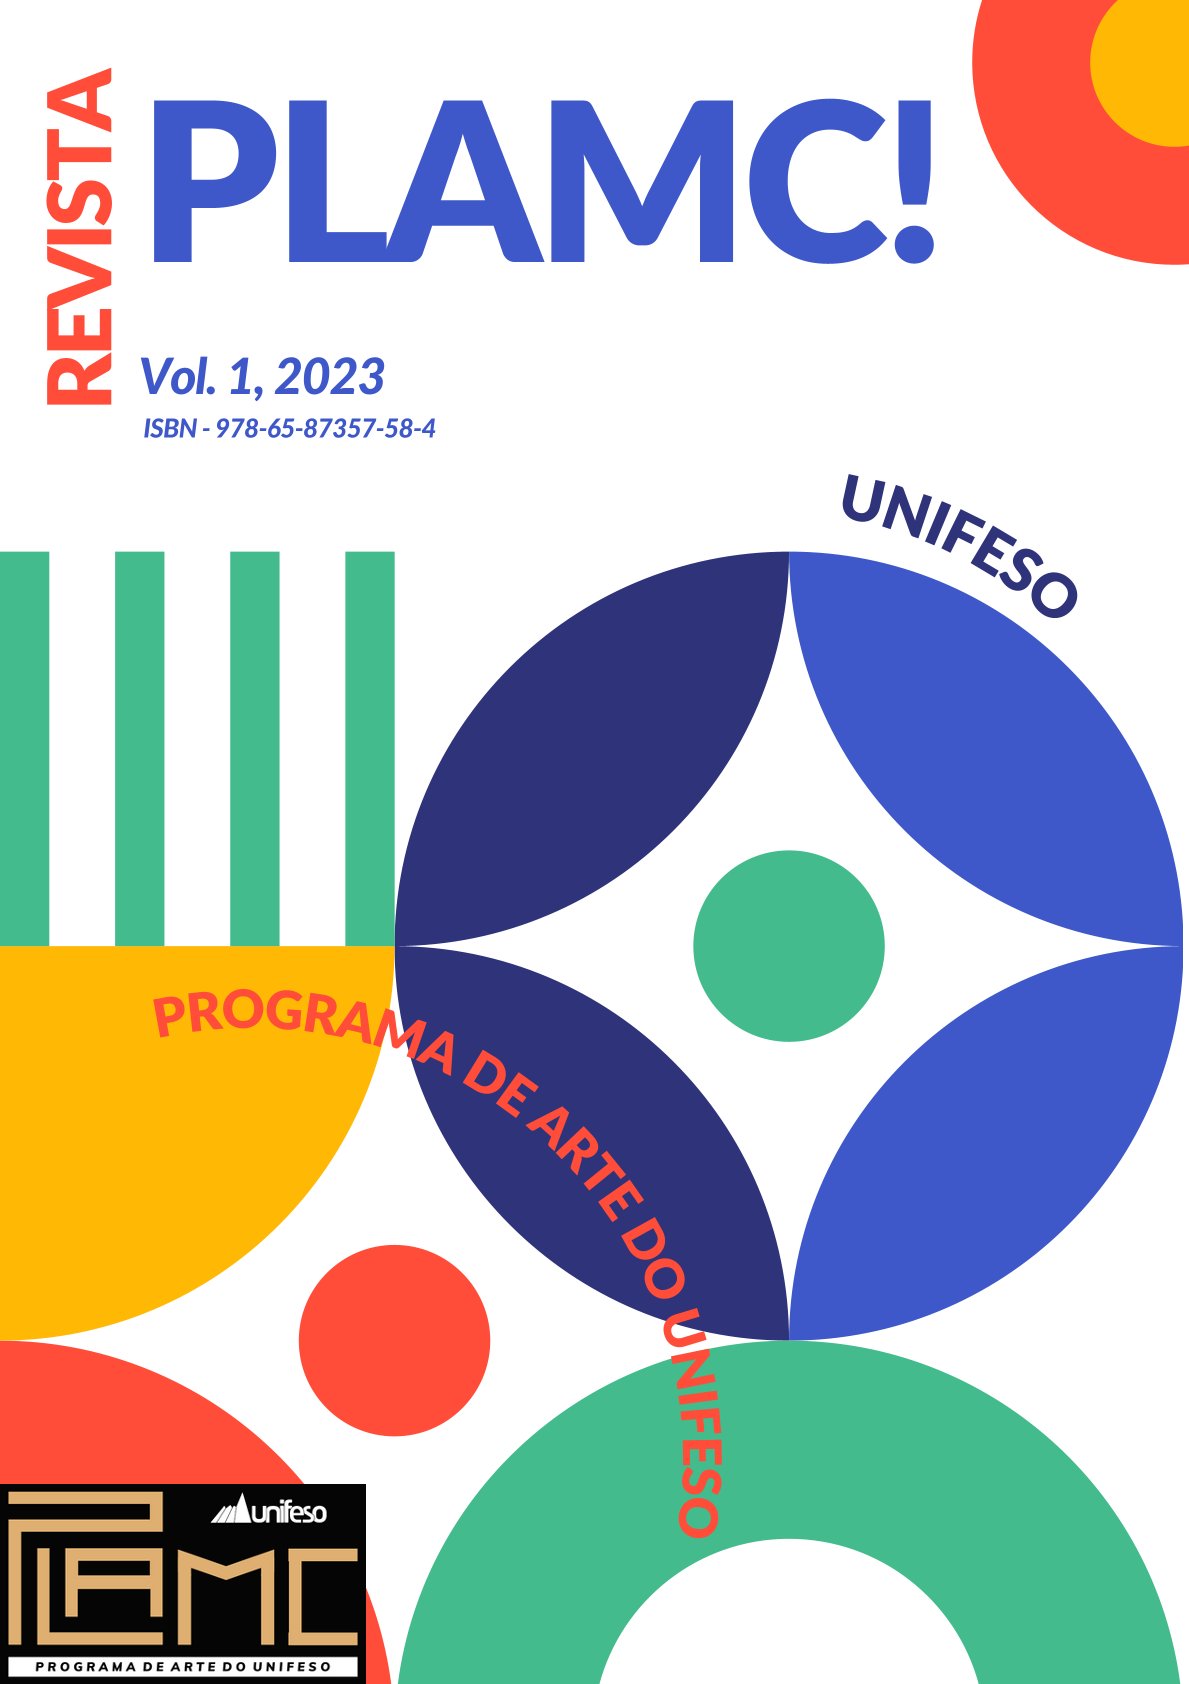 REVISTA
PLAMC!
Vol. 1, 2023
ISBN - 978-65-87357-58-4
UNIFESO
PROGRAMA DE ARTE DO UNIFESO
unifeso
PLAMC
PROGRAMA DE ARTE DO UNIFESO